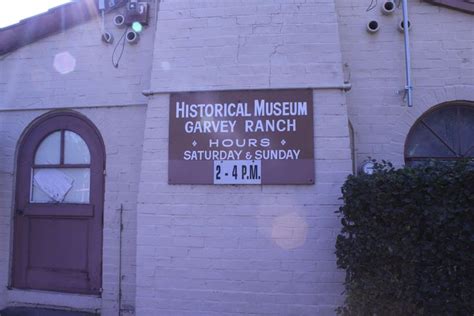 HISTORICAL MUSEUM
GARVEY RANCH
HOURS
SATURDAY & SUNDAY
2 - 4 P.M.